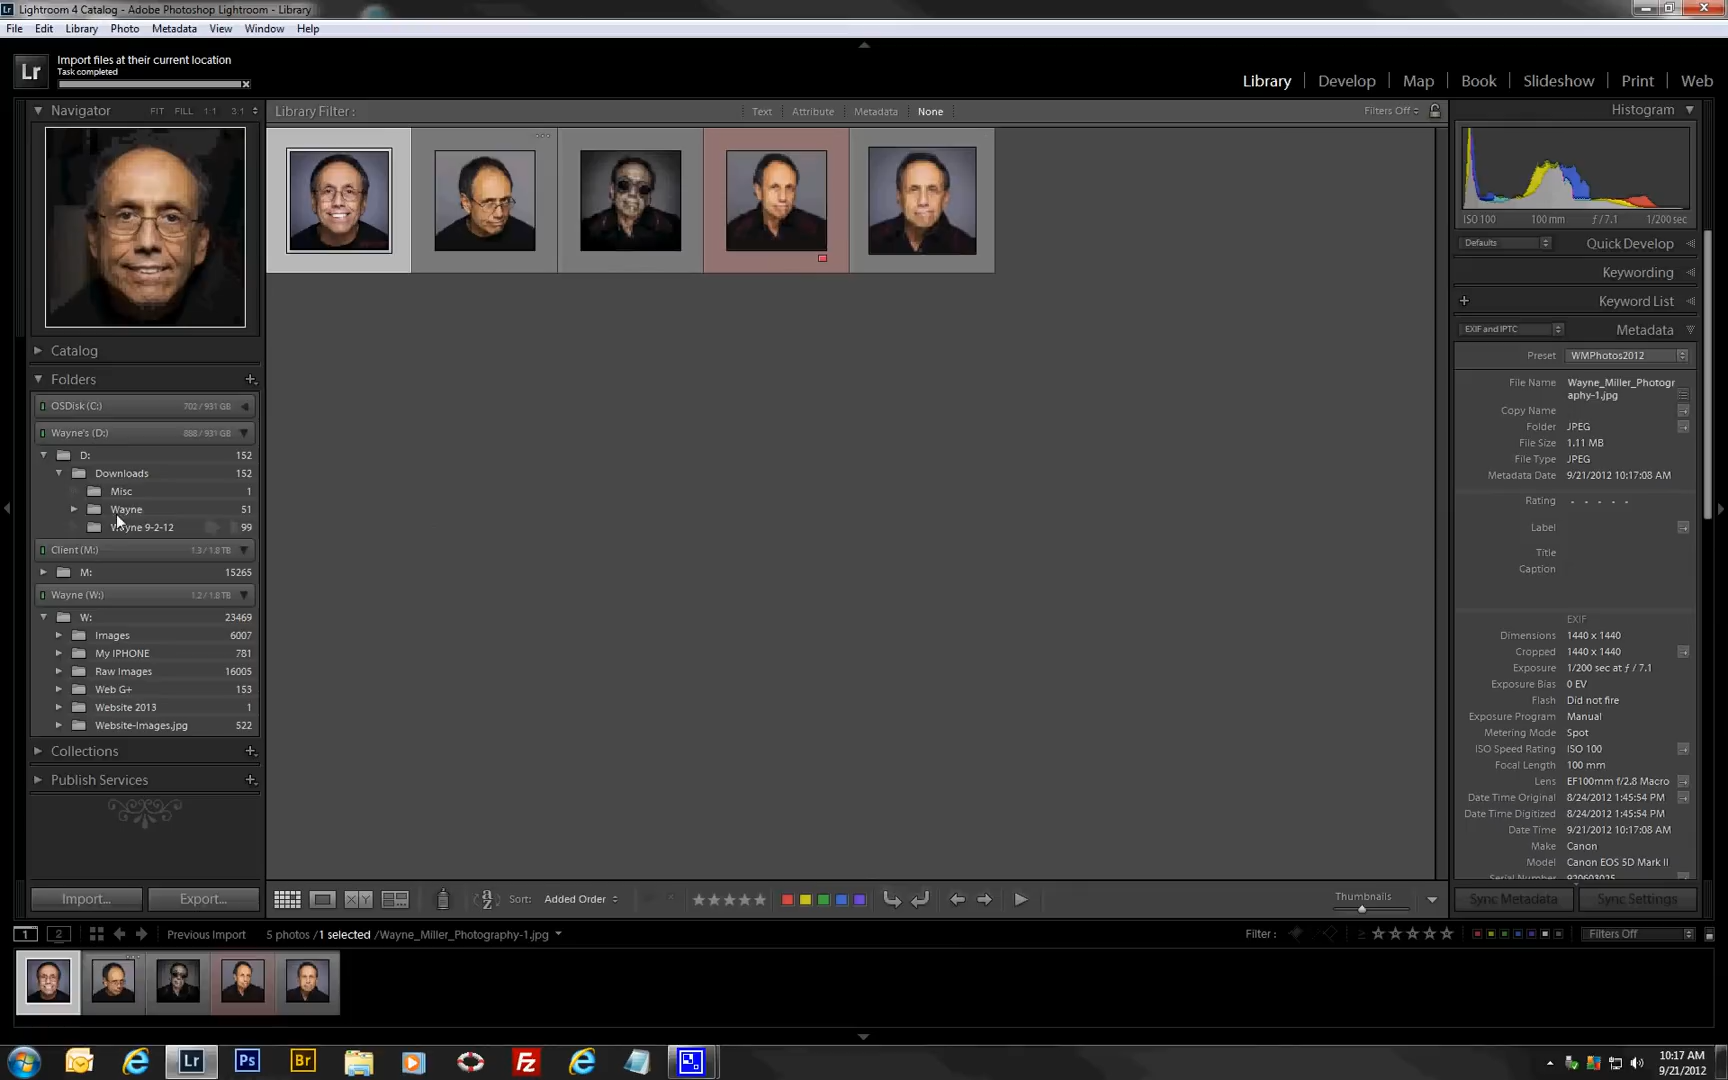 Lightroom 4 Catalog - Adobe Photoshop Lightroom - Library
File Edit Library Photo Metadata View Window Help
Lr
Import files at their current location
Task completed
Library Develop Map Book Slideshow Print Web
Navigator FIT FILL 1:1 3:1
Library Filter : Text Attribute Metadata None Filters Off
Histogram
ISO 100 100 mm ƒ / 7.1 1/200 sec
Defaults Quick Develop
Keywording
Keyword List
EXIF and IPTC Metadata
Preset WMPhotos2012
File Name Wayne_Miller_Photogr
aphy-1.jpg
Copy Name
Folder JPEG
File Size 1.11 MB
File Type JPEG
Metadata Date 9/21/2012 10:17:08 AM
Rating . . . . .
Label
Title
Caption
EXIF
Dimensions 1440 x 1440
Cropped 1440 x 1440
Exposure 1/200 sec at ƒ / 7.1
Exposure Bias 0 EV
Flash Did not fire
Exposure Program Manual
Metering Mode Spot
ISO Speed Rating ISO 100
Focal Length 100 mm
Lens EF100mm f/2.8 Macro
Date Time Original 8/24/2012 1:45:54 PM
Date Time Digitized 8/24/2012 1:45:54 PM
Date Time 9/21/2012 10:17:08 AM
Make Canon
Model Canon EOS 5D Mark II
Serial Number
Sync Metadata Sync Settings
Catalog
Folders
OSDisk (C:) 702 / 931 GB
Wayne's (D:) 888 / 931 GB
D: 152
Downloads 152
Misc 1
Wayne 51
Wayne 9-2-12 99
Client (M:) 1.3 / 1.8 TB
M: 15265
Wayne (W:) 1.2 / 1.8 TB
W: 23469
Images 6007
My IPHONE 781
Raw Images 16005
Web G+ 153
Website 2013 1
Website-Images.jpg 522
Collections
Publish Services
Import... Export...
Sort: Added Order
Thumbnails
1 2 Previous Import 5 photos / 1 selected / Wayne_Miller_Photography-1.jpg
Filter : Filters Off
Lr Ps Br Fz
10:17 AM
9/21/2012